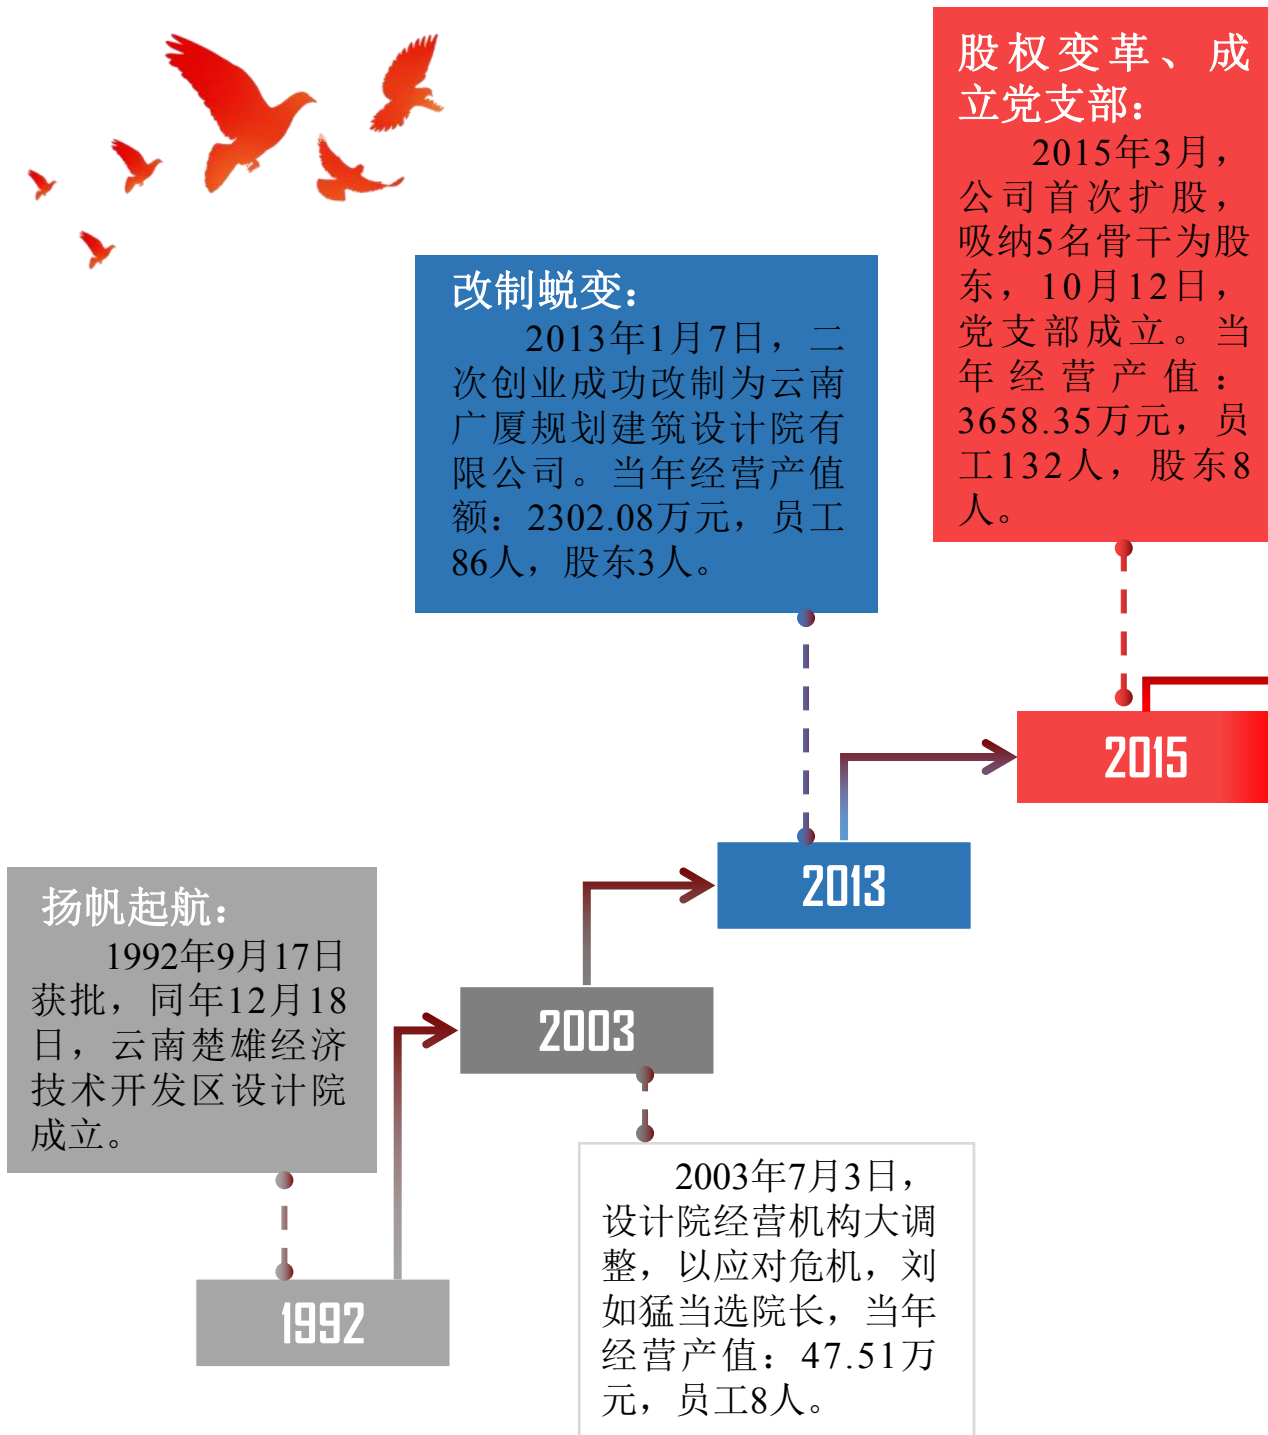 扬帆起航：
1992年9月17日
获批，同年12月18
日，云南楚雄经济
技术开发区设计院
成立。
1992
2003
2003年7月3日，
设计院经营机构大调
整，以应对危机，刘
如猛当选院长，当年
经营产值：47.51万
元，员工8人。
改制蜕变：
2013年1月7日，二
次创业成功改制为云南
广厦规划建筑设计院有
限公司。当年经营产值
额：2302.08万元，员工
86人，股东3人。
2013
股权变革、成
立党支部：
2015年3月，
公司首次扩股，
吸纳5名骨干为股
东，10月12日，
党支部成立。当
年经营产值：
3658.35万元，员
工132人，股东8
人。
2015